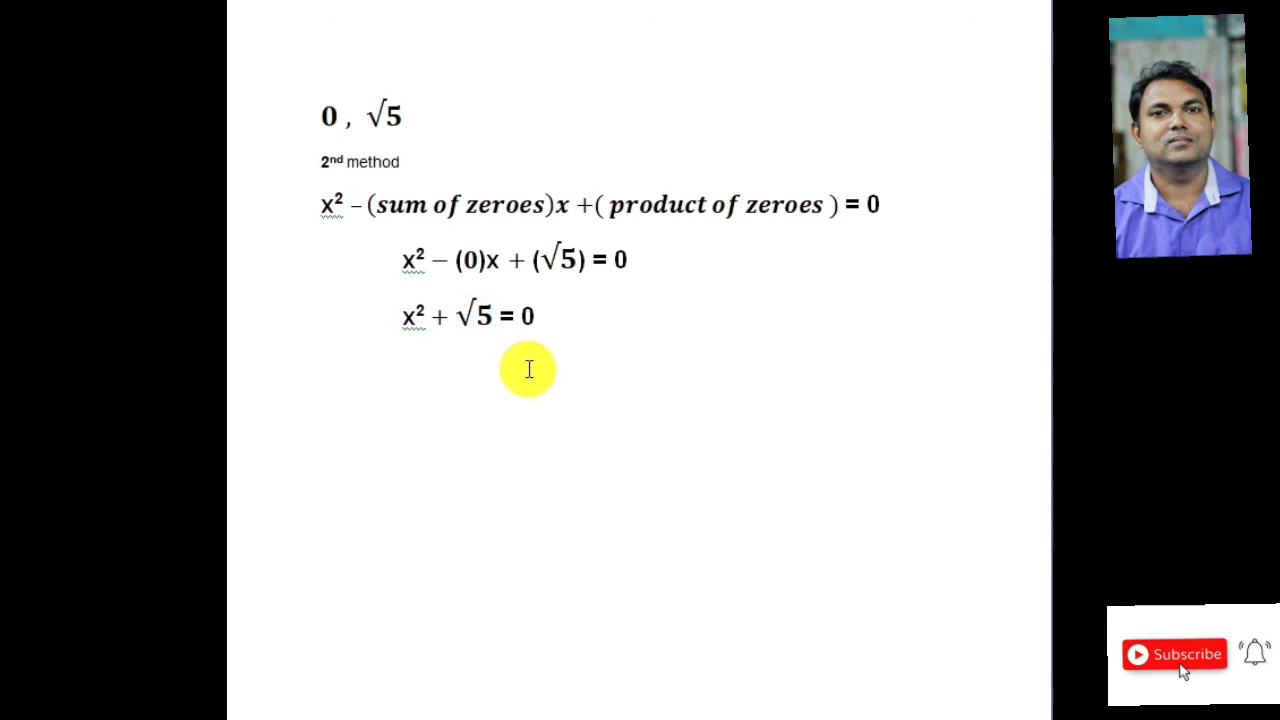 0 , √5
2nd method
x² – (sum of zeroes)x + ( product of zeroes ) = 0
x² − (0)x + (√5) = 0
x² + √5 = 0
Subscribe